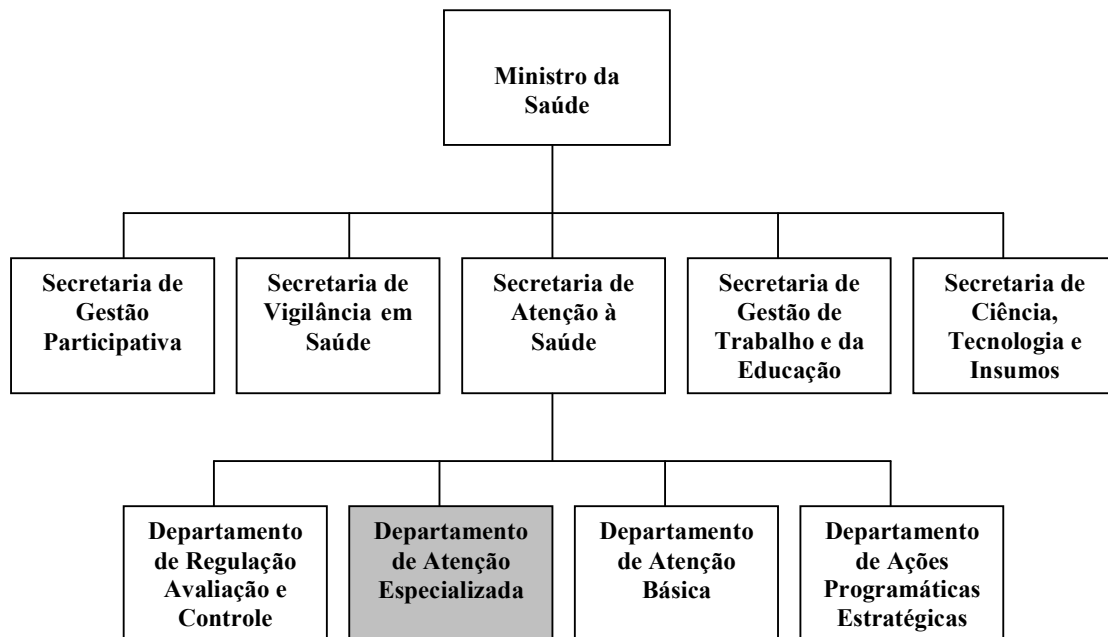 Ministro da
Saúde
Secretaria de
Gestão
Participativa
Secretaria de
Vigilância em
Saúde
Secretaria de
Atenção à
Saúde
Secretaria de
Gestão de
Trabalho e da
Educação
Secretaria de
Ciência,
Tecnologia e
Insumos
Departamento
de Regulação
Avaliação e
Controle
Departamento
de Atenção
Especializada
Departamento
de Atenção
Básica
Departamento
de Ações
Programáticas
Estratégicas